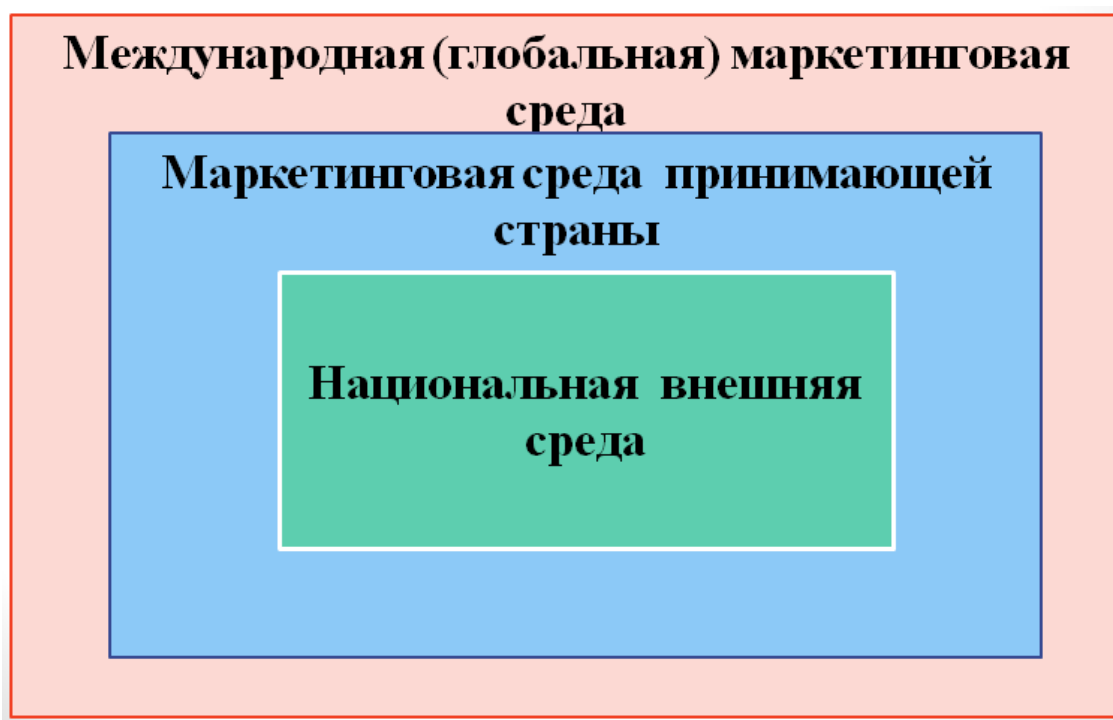 Международная (глобальная) маркетинговая
среда
Маркетинговая среда принимающей
страны
Национальная внешняя
среда